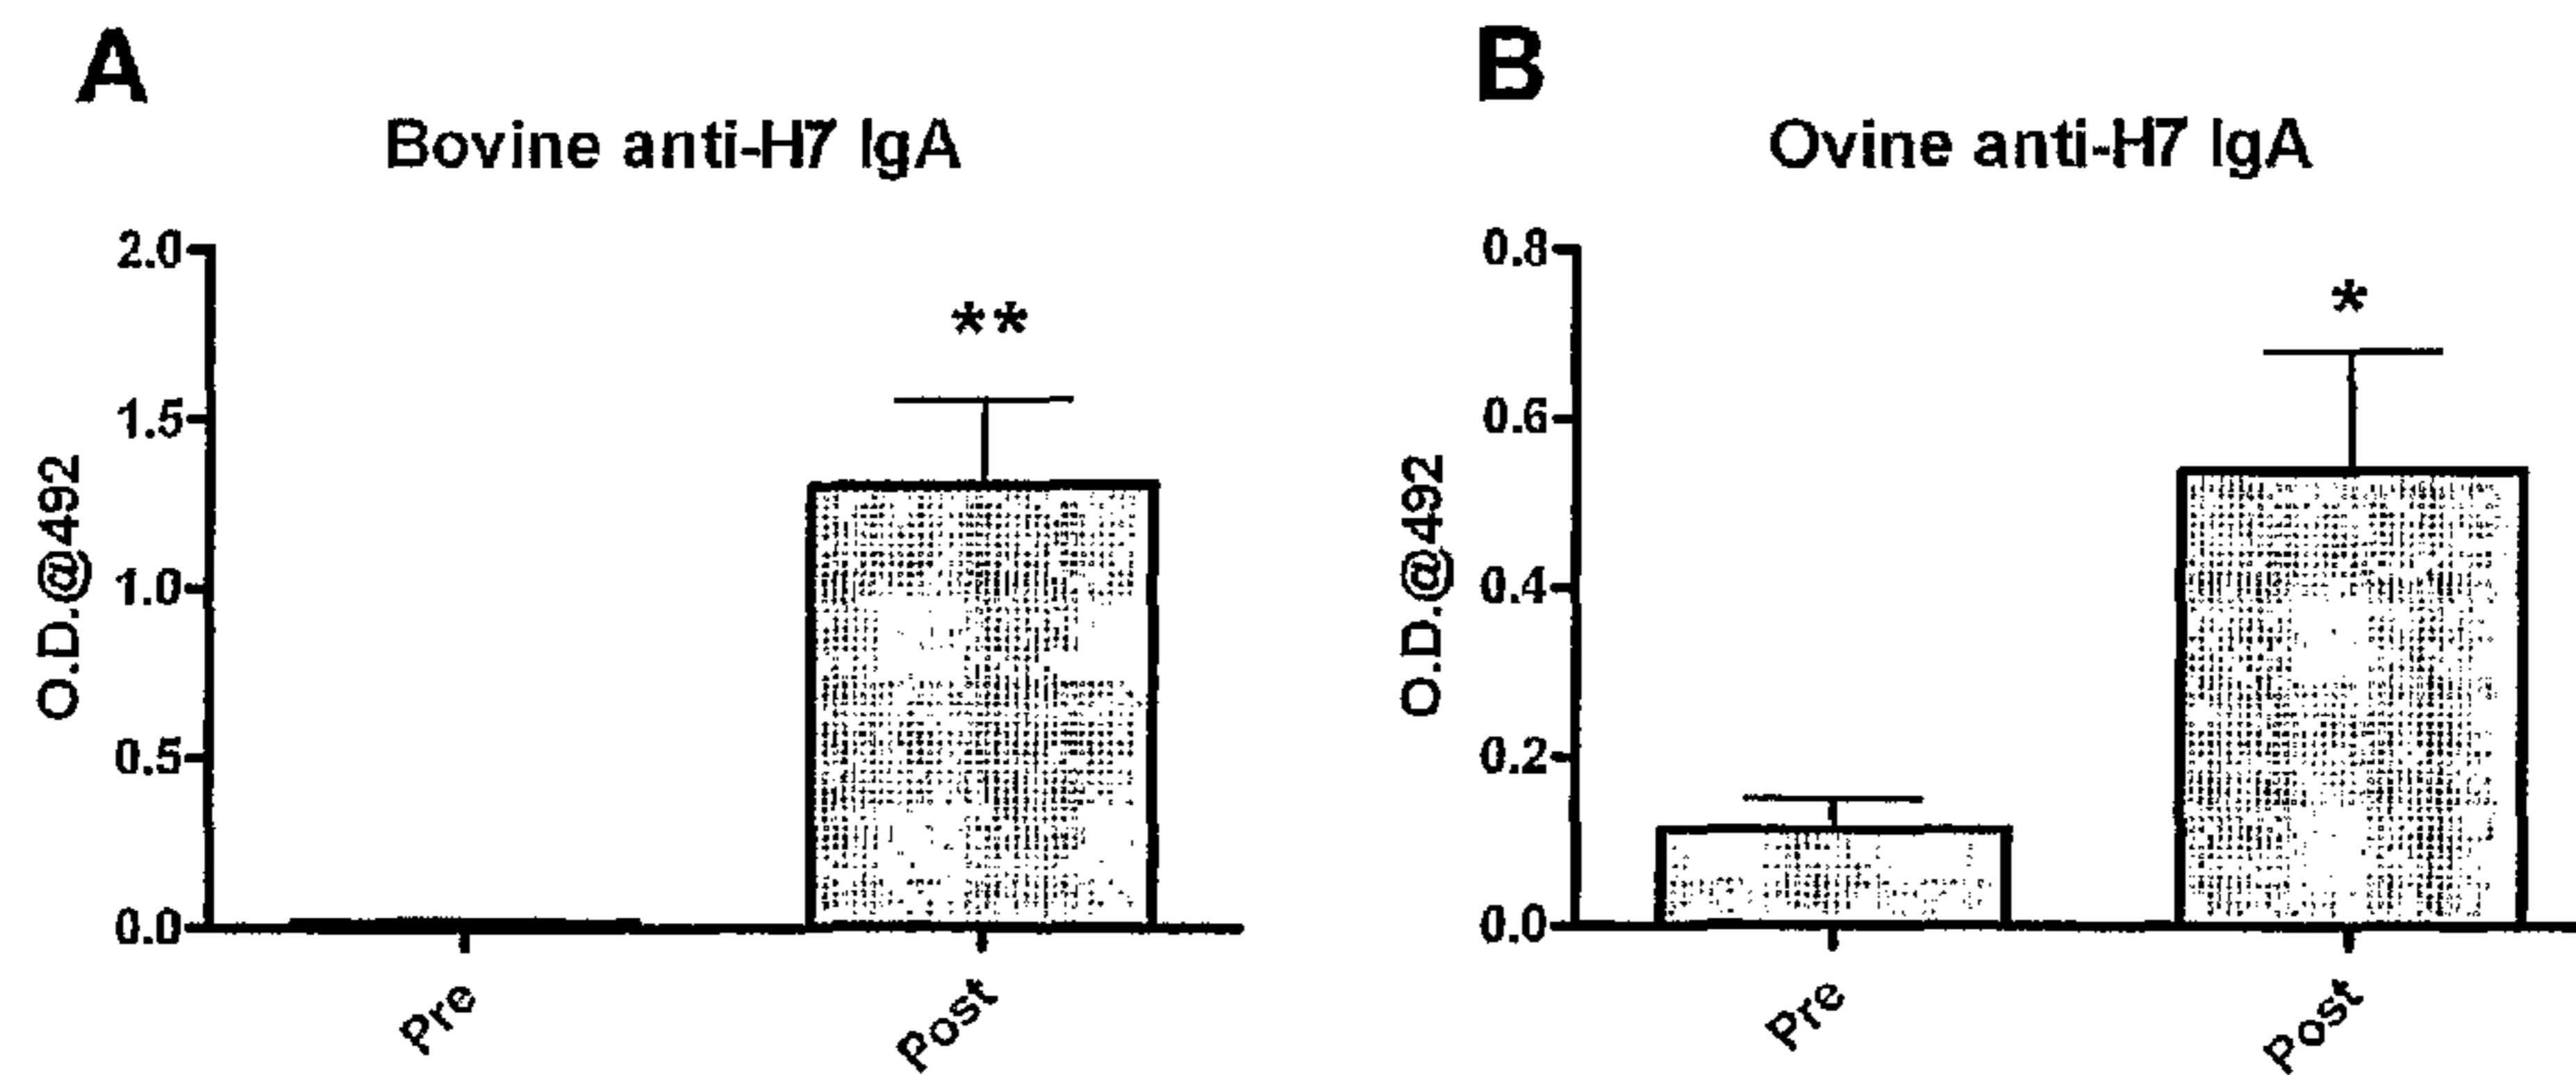 A
Bovine anti-H7 IgA
2.0
1.5
1.0
0.5
0.0
O.D.@492
**
Pre
Post
B
Ovine anti-H7 IgA
0.8
0.6
0.4
0.2
0.0
O.D.@492
*
Pre
Post